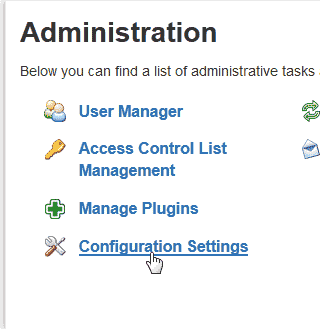 Administration
Below you can find a list of administrative tasks
User Manager
Access Control List
Management
Manage Plugins
Configuration Settings